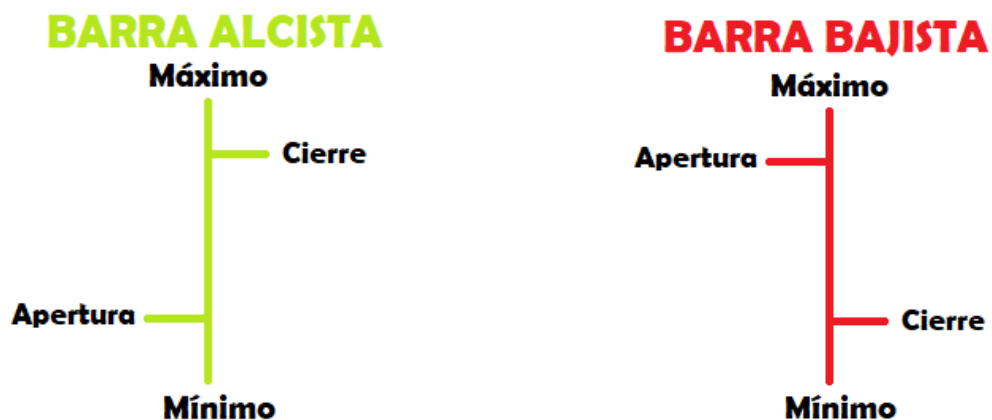 BARRA ALCISTA
Máximo
Cierre
Apertura
Mínimo
BARRA BAJISTA
Máximo
Apertura
Cierre
Mínimo